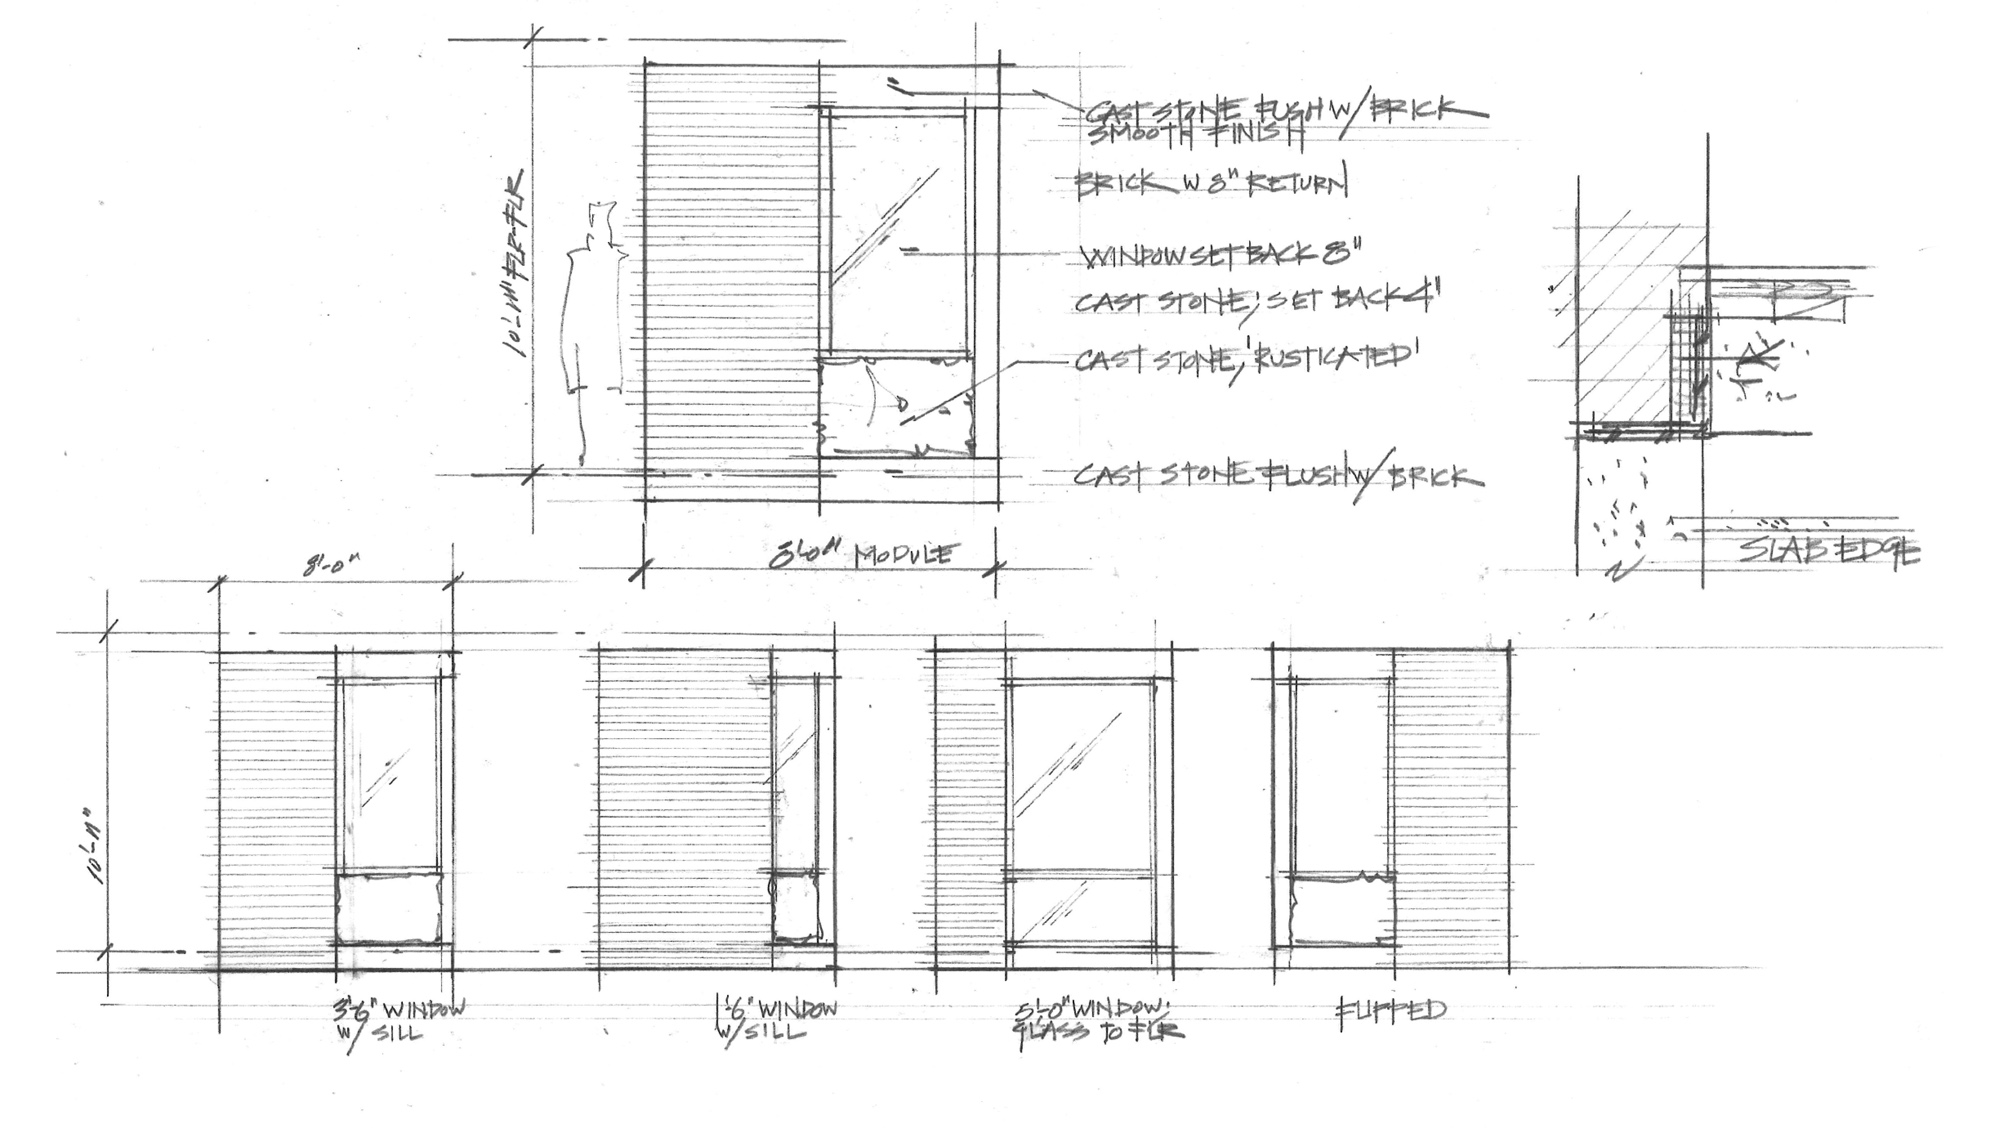 CAST STONE FUSH W/ BRICK
SMOOTH FINISH
BRICK W 8" RETURN
WINDOW SET BACK 8"
CAST STONE, SET BACK 4"
CAST STONE, 'RUSTICATED'
CAST STONE FLUSH W/ BRICK
10'-11" FLR-FLR
8'-0" MODULE
SLAB EDGE
8'-0"
10'-11"
3'-6" WINDOW
W/ SILL
1'-6" WINDOW
W/ SILL
5'-0" WINDOW,
GLASS TO FLR
FLIPPED